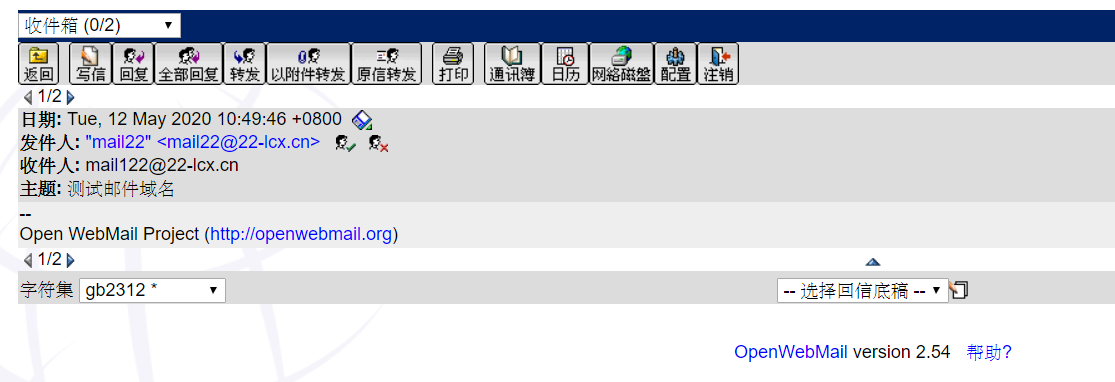 收件箱 (0/2)
返回 写信 回复 全部回复 转发 以附件转发 原信转发 打印 通讯簿 日历 网络磁盤 配置 注销
1/2
日期: Tue, 12 May 2020 10:49:46 +0800
发件人: "mail22" <mail22@22-lcx.cn>
收件人: mail122@22-lcx.cn
主题: 测试邮件域名
--
Open WebMail Project (http://openwebmail.org)
1/2
字符集 gb2312 * -- 选择回信底稿 --
OpenWebMail version 2.54 帮助?